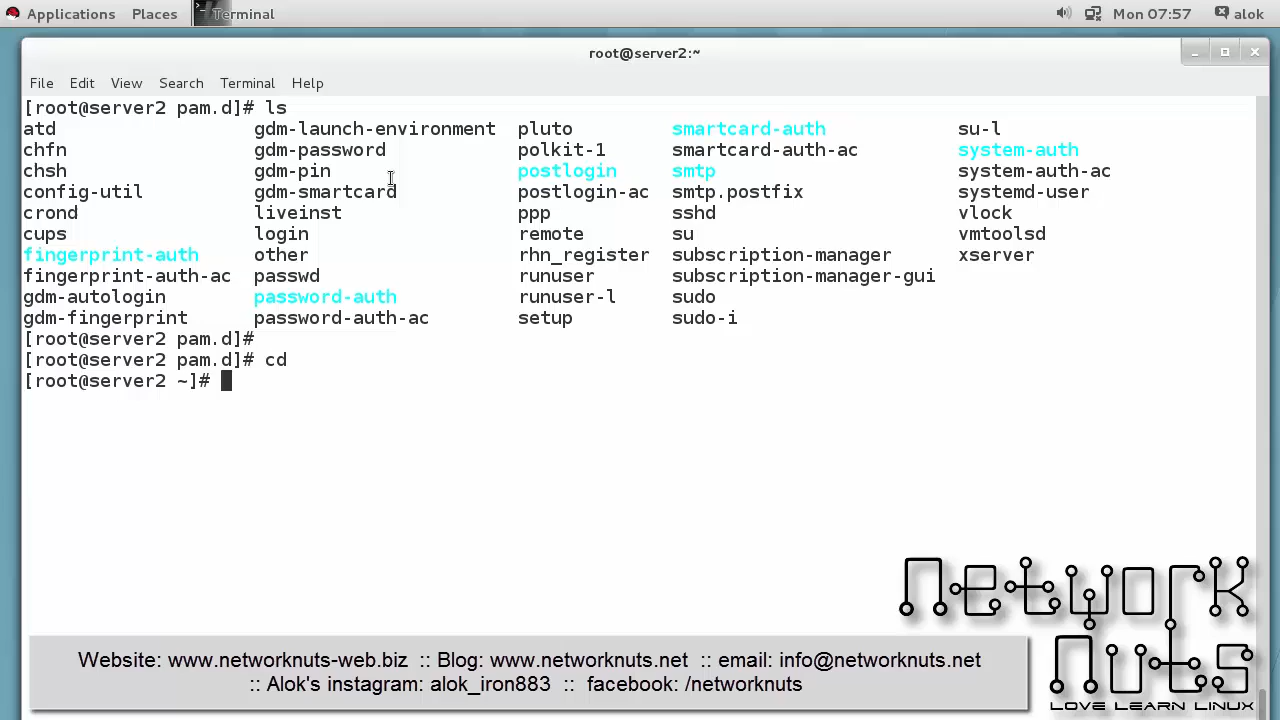 Applications Places Terminal Mon 07:57 alok
root@server2:~
File Edit View Search Terminal Help
[root@server2 pam.d]# ls
atd gdm-launch-environment pluto smartcard-auth su-l
chfn gdm-password polkit-1 smartcard-auth-ac system-auth
chsh gdm-pin postlogin smtp system-auth-ac
config-util gdm-smartcard postlogin-ac smtp.postfix systemd-user
crond liveinst ppp sshd vlock
cups login remote su vmtoolsd
fingerprint-auth other rhn_register subscription-manager xserver
fingerprint-auth-ac passwd runuser subscription-manager-gui
gdm-autologin password-auth runuser-l sudo
gdm-fingerprint password-auth-ac setup sudo-i
[root@server2 pam.d]#
[root@server2 pam.d]# cd
[root@server2 ~]#
Network
Nuts
LOVE LEARN LINUX
Website: www.networknuts-web.biz :: Blog: www.networknuts.net :: email: info@networknuts.net
:: Alok's instagram: alok_iron883 :: facebook: /networknuts